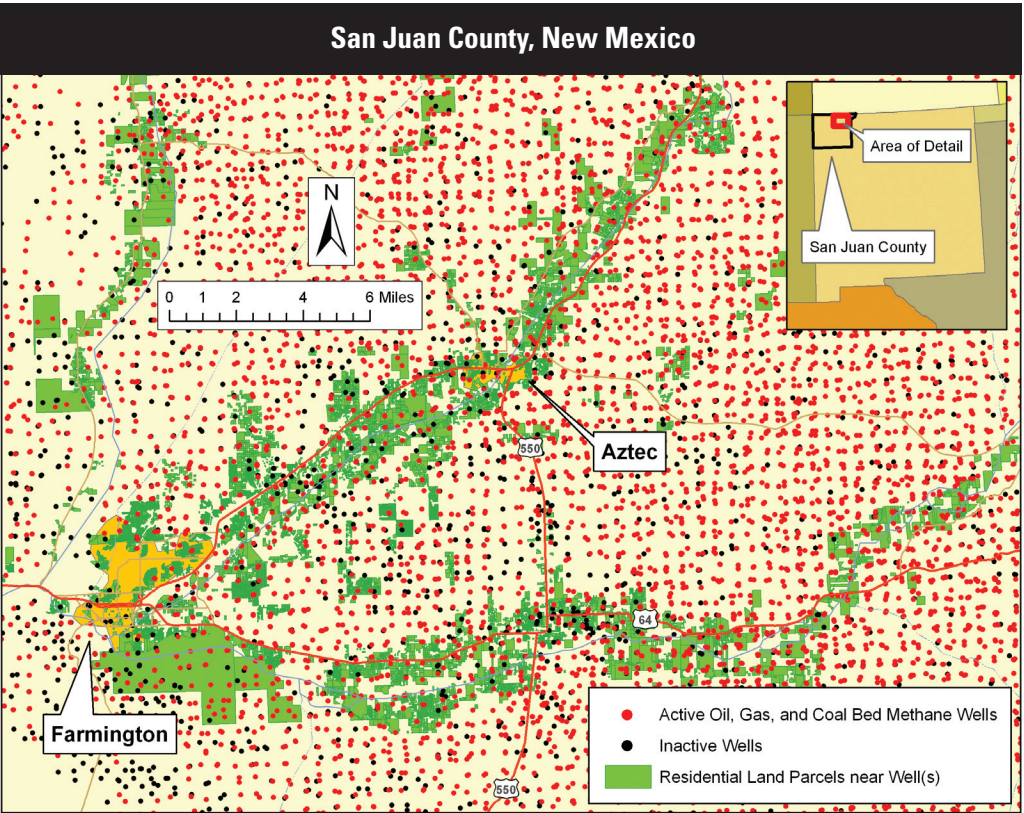 San Juan County, New Mexico
Area of Detail
San Juan County
N
0 1 2 4 6 Miles
Aztec
550
64
Farmington
550
Active Oil, Gas, and Coal Bed Methane Wells
Inactive Wells
Residential Land Parcels near Well(s)